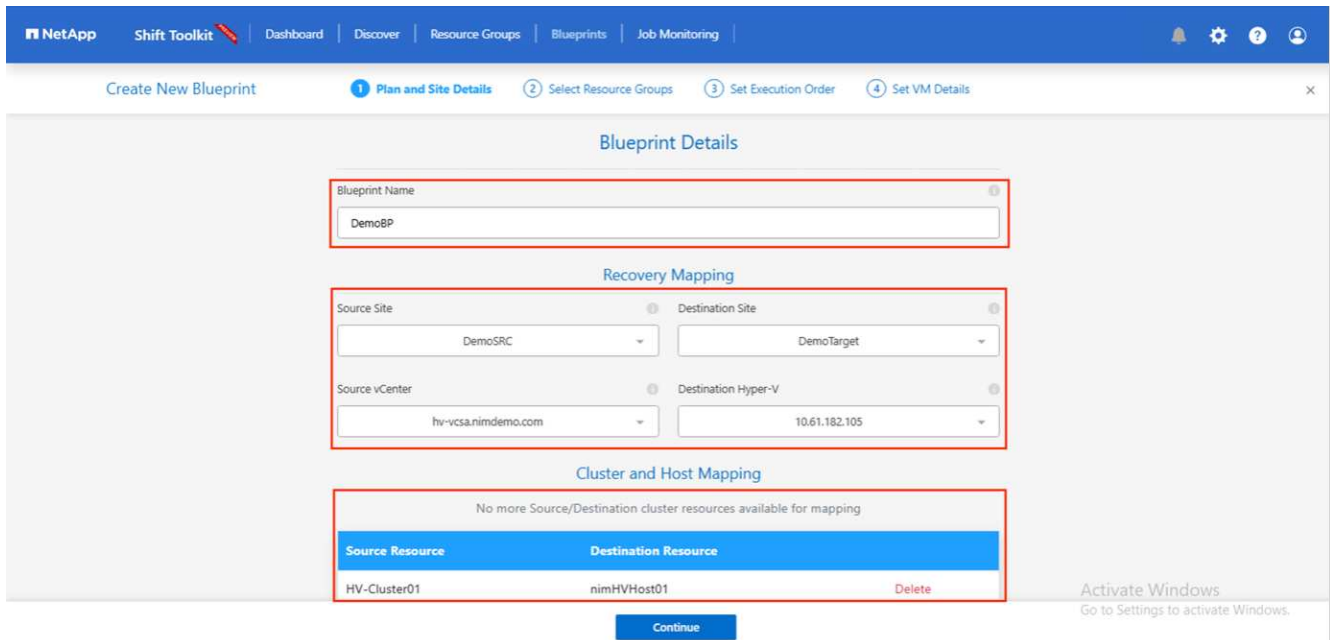 NetApp Shift Toolkit Dashboard Discover Resource Groups Blueprints Job Monitoring ?
Create New Blueprint 1 Plan and Site Details 2 Select Resource Groups 3 Set Execution Order 4 Set VM Details ×
Blueprint Details
Blueprint Name
DemoBP
Recovery Mapping
Source Site Destination Site
DemoSRC DemoTarget
Source vCenter Destination Hyper-V
hv-vcsa.nimdemo.com 10.61.182.105
Cluster and Host Mapping
No more Source/Destination cluster resources available for mapping
Source Resource Destination Resource
HV-Cluster01 nimHVHost01 Delete
Activate Windows
Go to Settings to activate Windows.
Continue